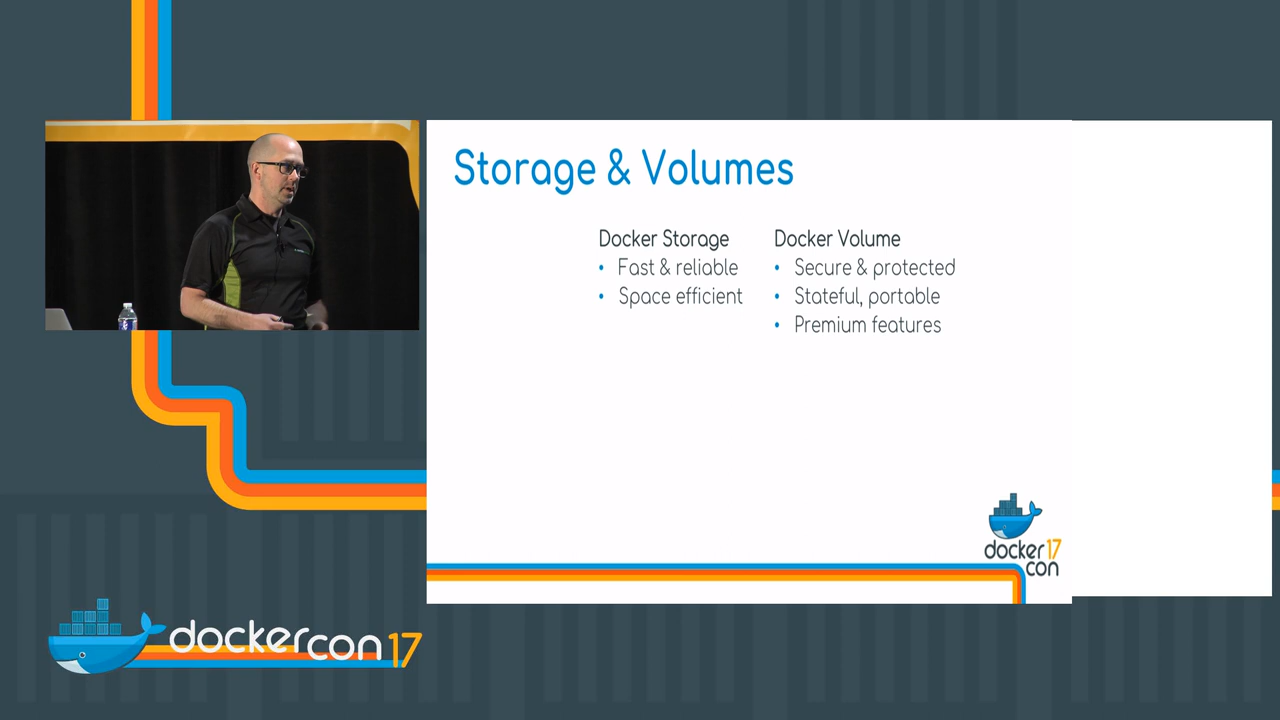 Storage & Volumes
Docker Storage
• Fast & reliable
• Space efficient
Docker Volume
• Secure & protected
• Stateful, portable
• Premium features
docker 17
con
dockercon 17